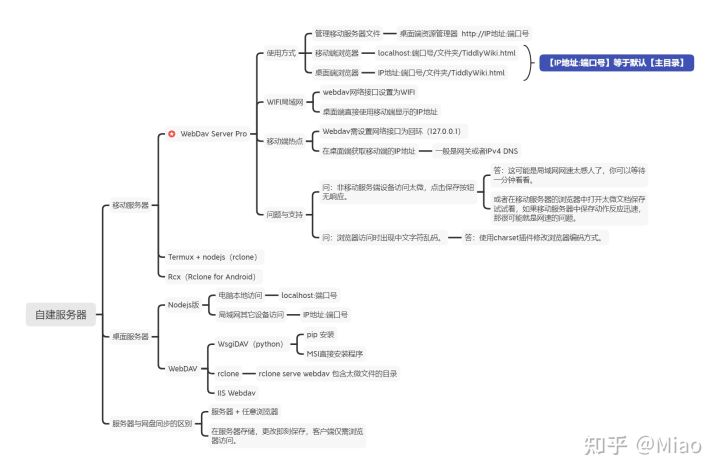 自建服务器
移动服务器
WebDav Server Pro
使用方式
管理移动服务器文件
桌面端资源管理器 http://IP地址:端口号
移动端浏览器
localhost:端口号/文件夹/TiddlyWiki.html
桌面端浏览器
IP地址:端口号/文件夹/TiddlyWiki.html
【IP地址:端口号】等于默认【主目录】
WIFI局域网
webdav网络接口设置为WIFI
桌面端直接使用移动端显示的IP地址
移动端热点
Webdav需设置网络接口为回环（127.0.0.1）
在桌面端获取移动端的IP地址
一般是网关或者IPv4 DNS
问题与支持
问：非移动服务端设备访问太微，点击保存按钮
无响应。
答：这可能是局域网网速太感人了，你可以等待
一分钟看看。
或者在移动服务器的浏览器中打开太微文档保存
试试看，如果移动服务器中保存动作反应迅速，
那很可能就是网速的问题。
问：浏览器访问时出现中文字符乱码。
答：使用charset插件修改浏览器编码方式。
Termux + nodejs（rclone）
Rcx（Rclone for Android）
桌面服务器
Nodejs版
电脑本地访问
localhost:端口号
局域网其它设备访问
IP地址:端口号
WebDAV
WsgiDAV（python）
pip 安装
MSI直接安装程序
rclone
rclone serve webdav 包含太微文件的目录
IIS Webdav
服务器与网盘同步的区别
服务器 + 任意浏览器
在服务器存储，更改即刻保存，客户端仅需浏览
器访问。
知乎 @Miao